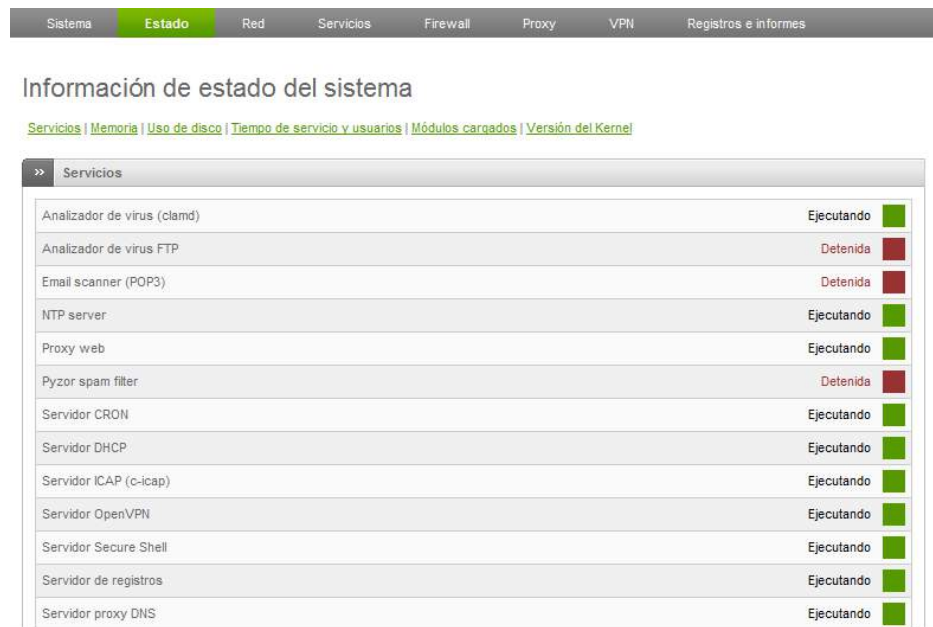 Sistema Estado Red Servicios Firewall Proxy VPN Registros e informes
Información de estado del sistema
Servicios | Memoria | Uso de disco | Tiempo de servicio y usuarios | Módulos cargados | Versión del Kernel
» Servicios
Analizador de virus (clamd) Ejecutando
Analizador de virus FTP Detenida
Email scanner (POP3) Detenida
NTP server Ejecutando
Proxy web Ejecutando
Pyzor spam filter Detenida
Servidor CRON Ejecutando
Servidor DHCP Ejecutando
Servidor ICAP (c-icap) Ejecutando
Servidor OpenVPN Ejecutando
Servidor Secure Shell Ejecutando
Servidor de registros Ejecutando
Servidor proxy DNS Ejecutando